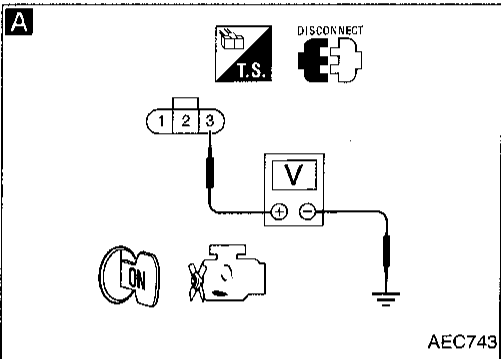 A
T.S.
DISCONNECT
1 2 3
V
+ −
ON
AEC743